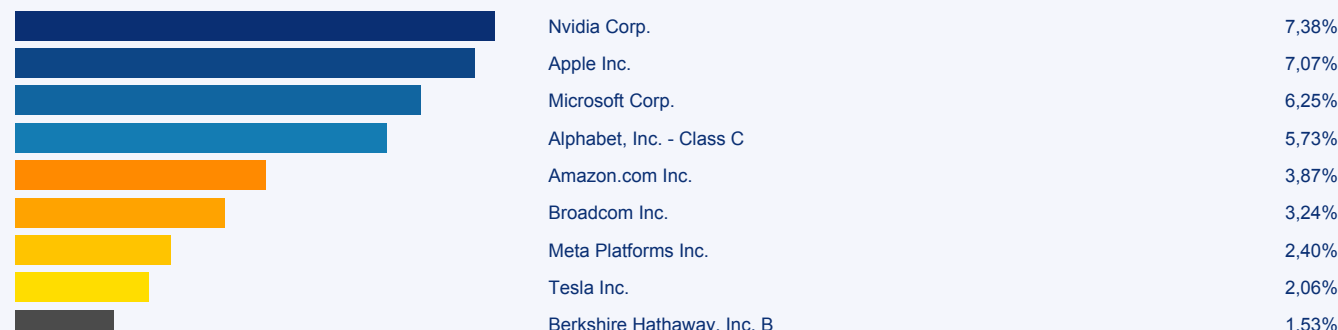 Nvidia Corp. 7,38%
Apple Inc. 7,07%
Microsoft Corp. 6,25%
Alphabet, Inc. - Class C 5,73%
Amazon.com Inc. 3,87%
Broadcom Inc. 3,24%
Meta Platforms Inc. 2,40%
Tesla Inc. 2,06%
Berkshire Hathaway, Inc. B 1,53%